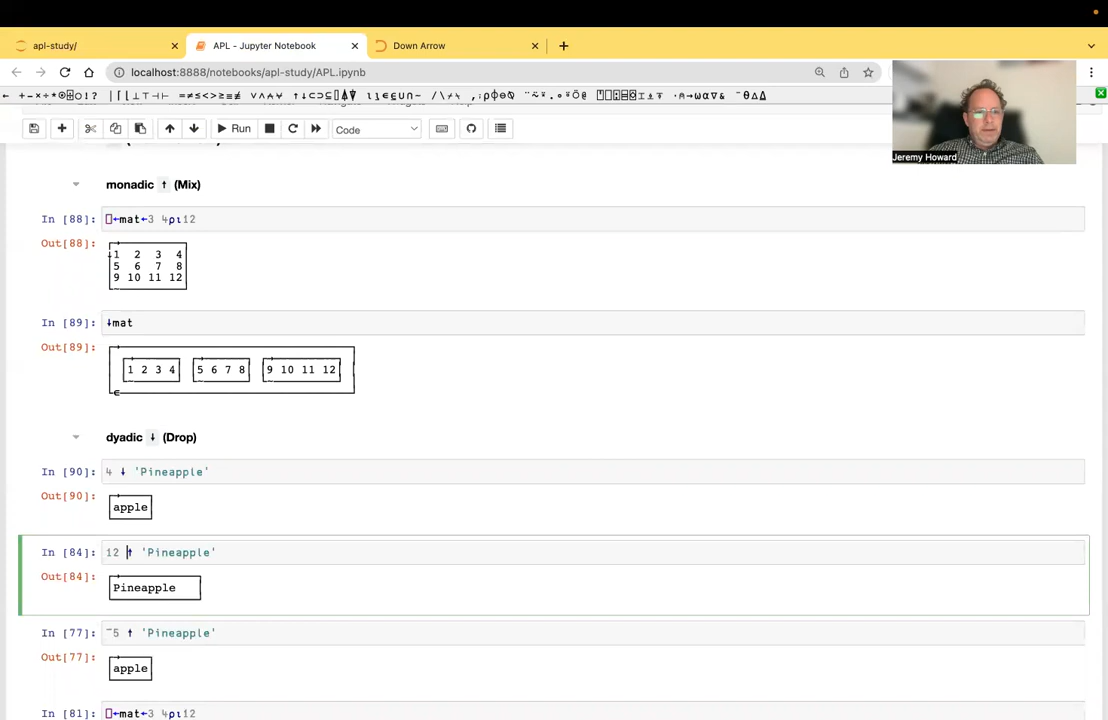 apl-study/
APL - Jupyter Notebook
Down Arrow
localhost:8888/notebooks/apl-study/APL.ipynb
Run
Code
Jeremy Howard
monadic ↑ (Mix)
In [88]: ⎕←mat←3 4⍴⍳12
Out[88]:
1 2 3 4
5 6 7 8
9 10 11 12
In [89]: ↓mat
Out[89]:
1 2 3 4 5 6 7 8 9 10 11 12
dyadic ↓ (Drop)
In [90]: 4 ↓ 'Pineapple'
Out[90]:
apple
In [84]: 12 ↑ 'Pineapple'
Out[84]:
Pineapple
In [77]: ¯5 ↑ 'Pineapple'
Out[77]:
apple
In [81]: ⎕←mat←3 4⍴⍳12